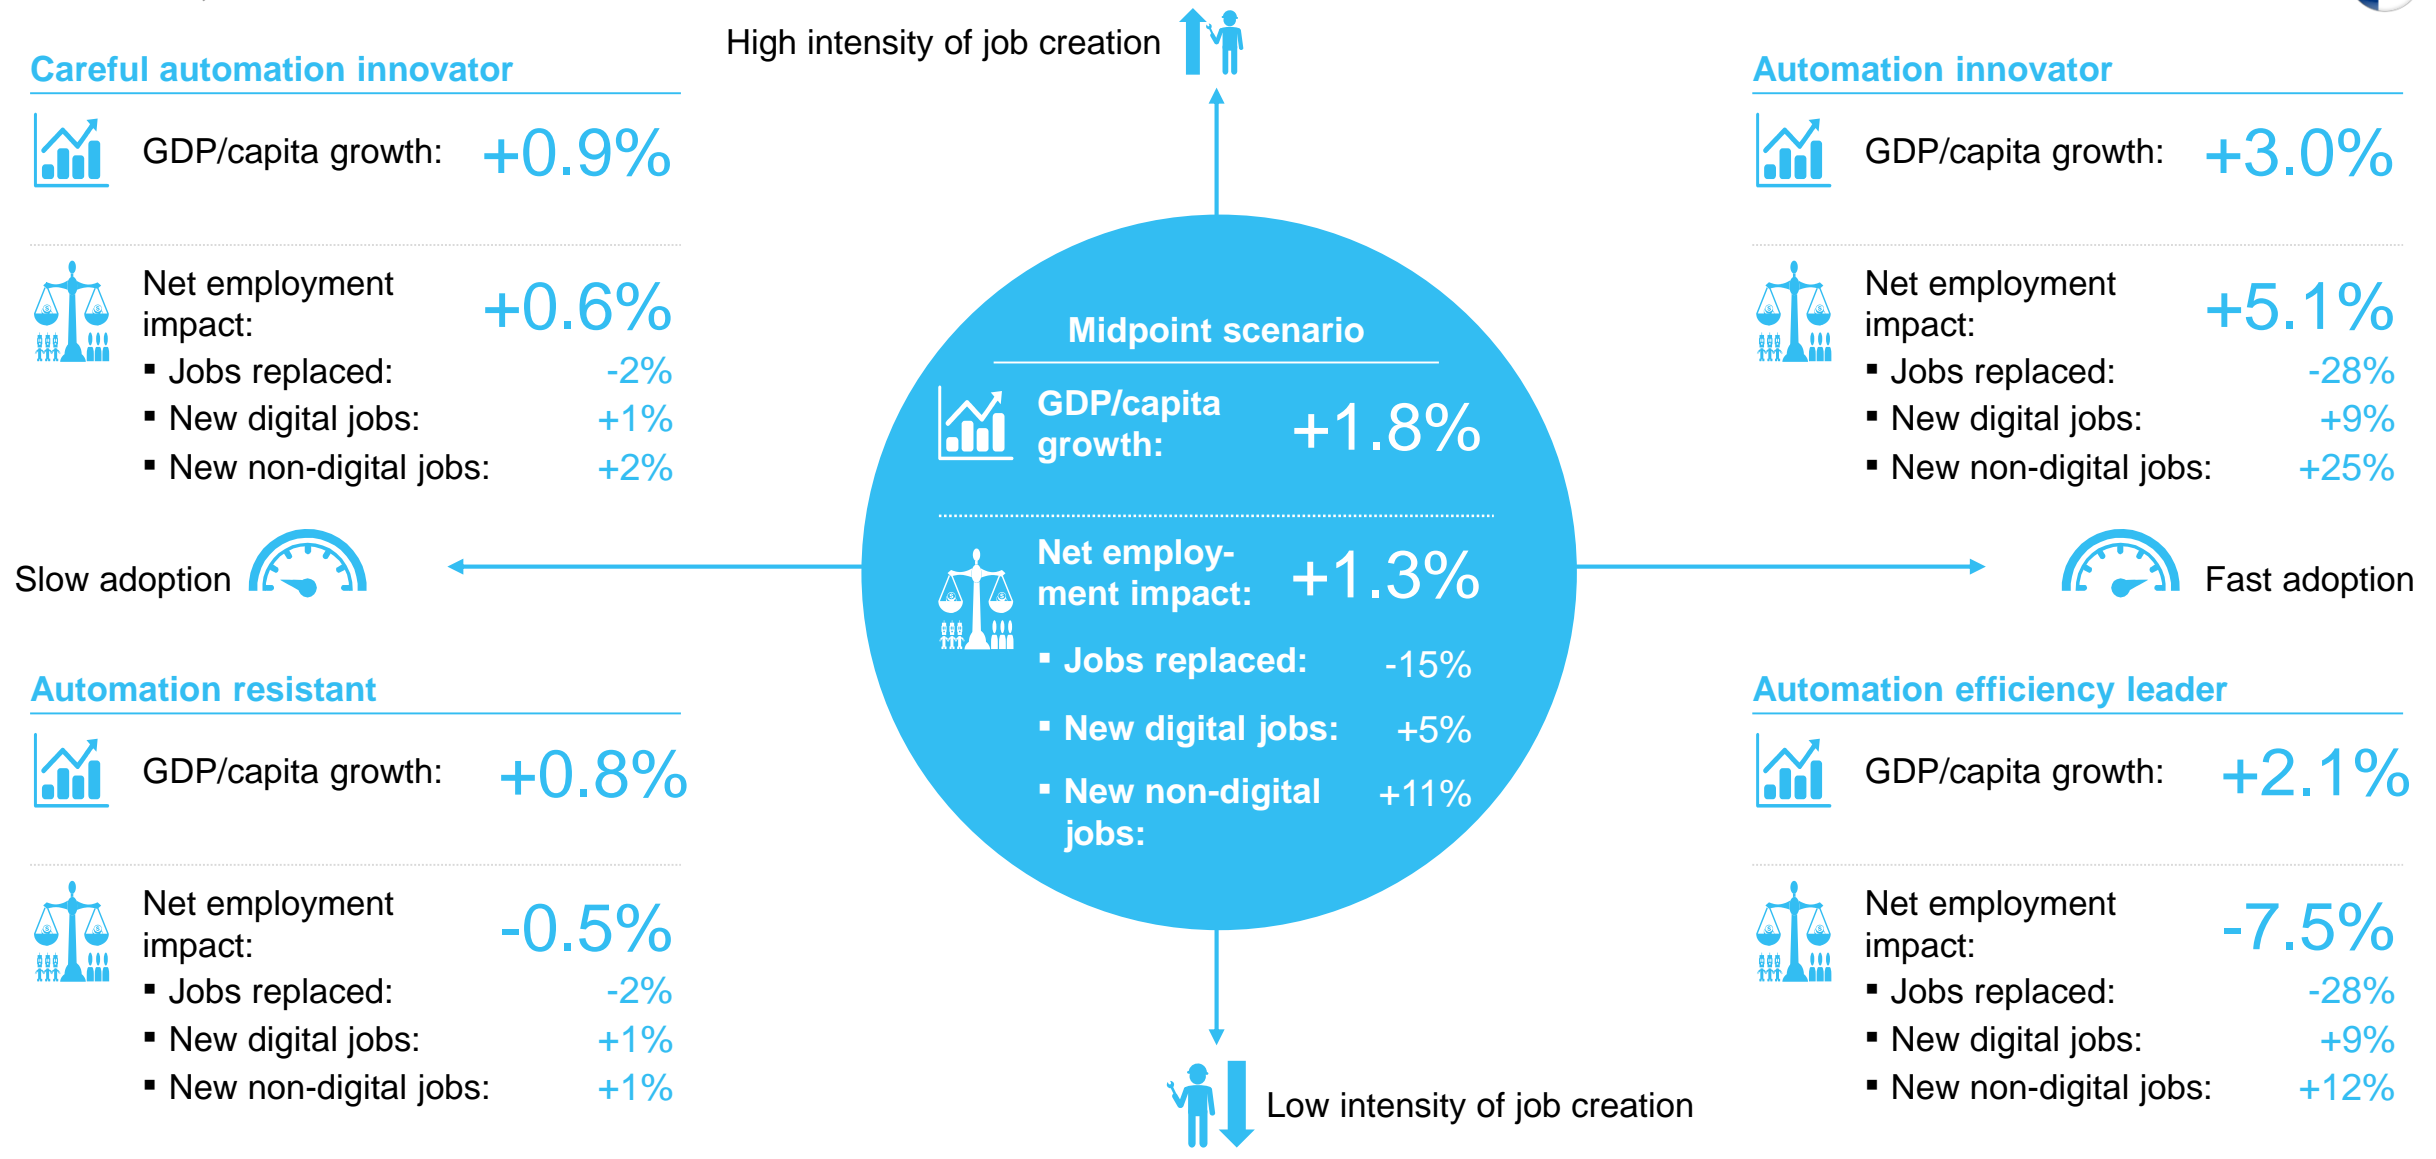 High intensity of job creation
Careful automation innovator
GDP/capita growth: +0.9%
Net employment
impact: +0.6%
▪ Jobs replaced: -2%
▪ New digital jobs: +1%
▪ New non-digital jobs: +2%
Automation innovator
GDP/capita growth: +3.0%
Net employment
impact: +5.1%
▪ Jobs replaced: -28%
▪ New digital jobs: +9%
▪ New non-digital jobs: +25%
Slow adoption
Midpoint scenario
GDP/capita
growth: +1.8%
Net employ-
ment impact: +1.3%
▪ Jobs replaced: -15%
▪ New digital jobs: +5%
▪ New non-digital +11%
jobs:
Fast adoption
Automation resistant
GDP/capita growth: +0.8%
Net employment
impact: -0.5%
▪ Jobs replaced: -2%
▪ New digital jobs: +1%
▪ New non-digital jobs: +1%
Automation efficiency leader
GDP/capita growth: +2.1%
Net employment
impact: -7.5%
▪ Jobs replaced: -28%
▪ New digital jobs: +9%
▪ New non-digital jobs: +12%
Low intensity of job creation